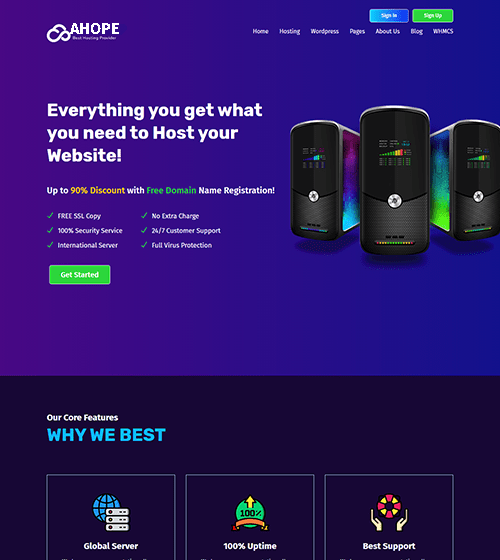 Sign In
Sign Up
AHOPE
Best Hosting Provider
Home Hosting Wordpress Pages About Us Blog WHMCS
Everything you get what
you need to Host your
Website!
Up to 90% Discount with Free Domain Name Registration!
FREE SSL Copy
No Extra Charge
100% Security Service
24/7 Customer Support
International Server
Full Virus Protection
Get Started
Our Core Features
WHY WE BEST
100%
Global Server
100% Uptime
Best Support